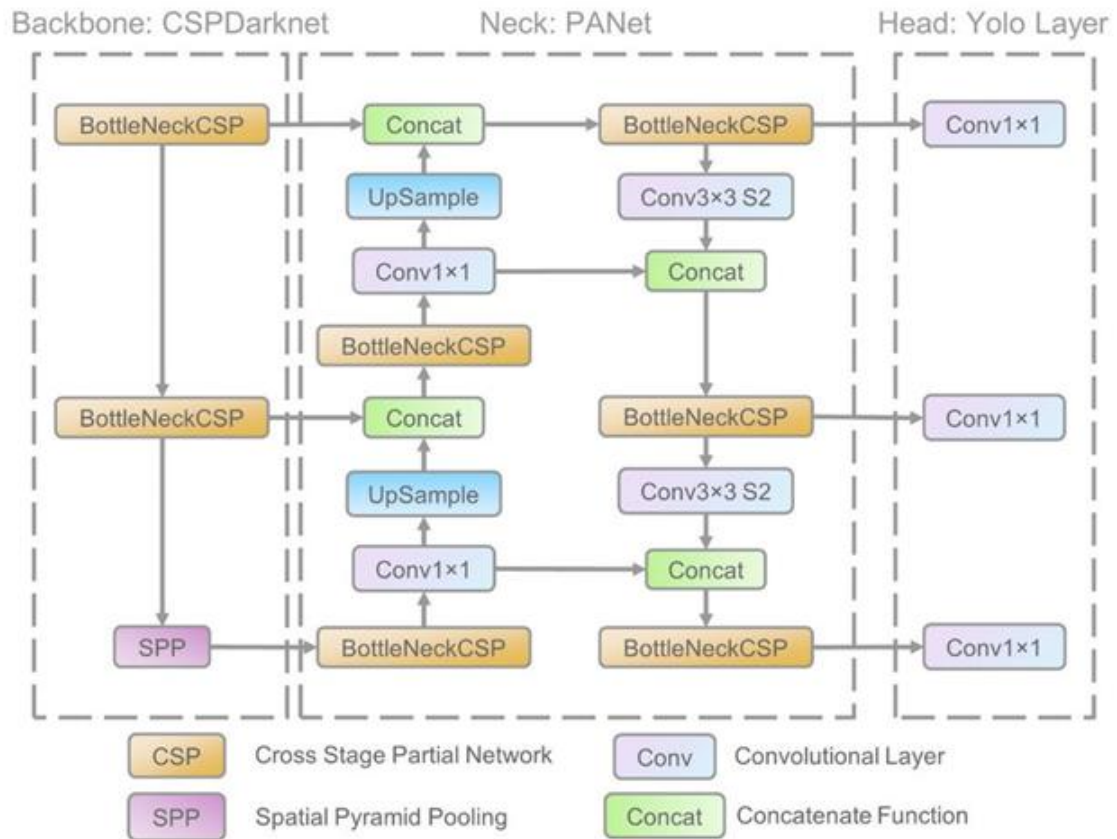 Backbone: CSPDarknet Neck: PANet Head: Yolo Layer
BottleNeckCSP Concat BottleNeckCSP Conv1×1
UpSample Conv3×3 S2
Conv1×1 Concat
BottleNeckCSP
BottleNeckCSP Concat BottleNeckCSP Conv1×1
UpSample Conv3×3 S2
Conv1×1 Concat
SPP BottleNeckCSP BottleNeckCSP Conv1×1
CSP Cross Stage Partial Network Conv Convolutional Layer
SPP Spatial Pyramid Pooling Concat Concatenate Function